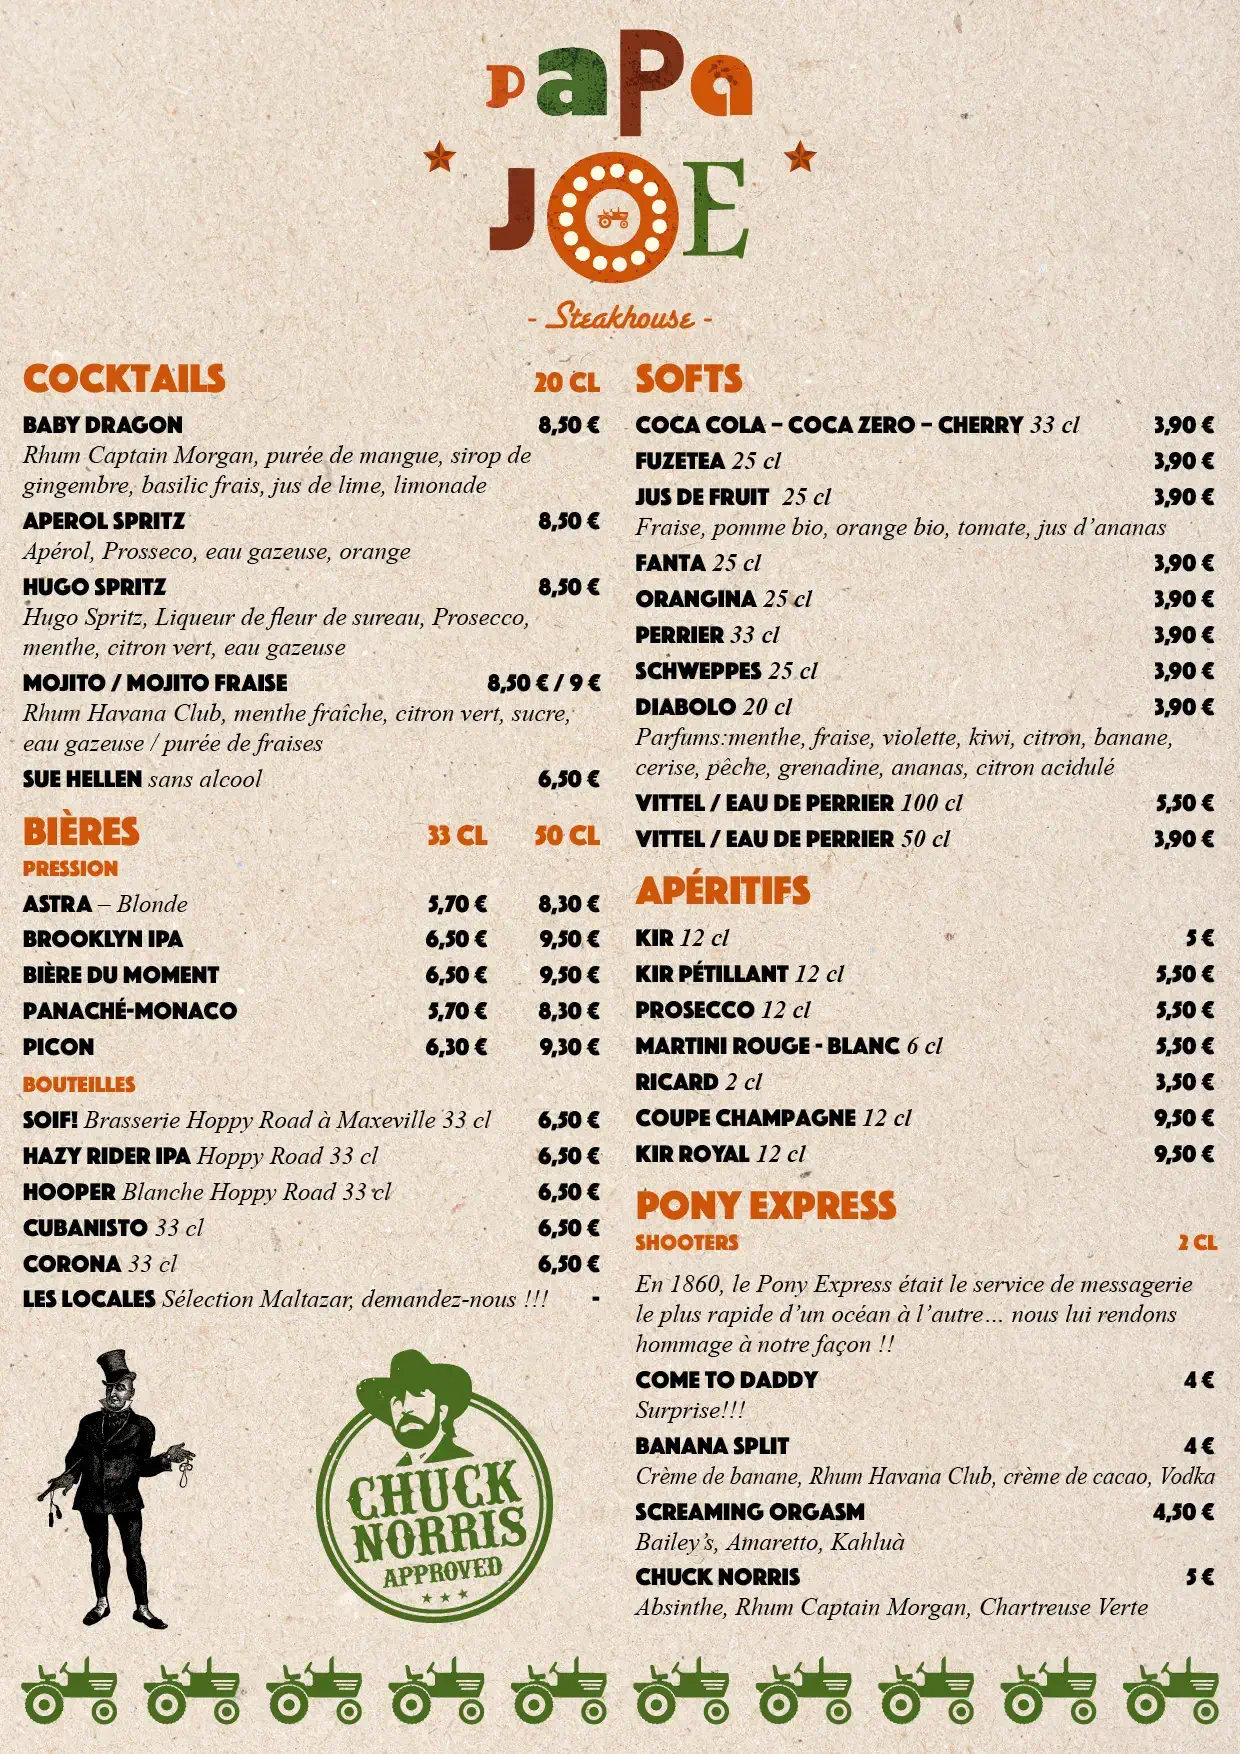 PAPA
JOE
- Steakhouse -
COCKTAILS 20 CL
BABY DRAGON 8,50 €
Rhum Captain Morgan, purée de mangue, sirop de
gingembre, basilic frais, jus de lime, limonade
APEROL SPRITZ 8,50 €
Apérol, Prosseco, eau gazeuse, orange
HUGO SPRITZ 8,50 €
Hugo Spritz, Liqueur de fleur de sureau, Prosecco,
menthe, citron vert, eau gazeuse
MOJITO / MOJITO FRAISE 8,50 € / 9 €
Rhum Havana Club, menthe fraîche, citron vert, sucre,
eau gazeuse / purée de fraises
SUE HELLEN sans alcool 6,50 €
BIÈRES 33 CL 50 CL
PRESSION
ASTRA – Blonde 5,70 € 8,30 €
BROOKLYN IPA 6,50 € 9,50 €
BIÈRE DU MOMENT 6,50 € 9,50 €
PANACHÉ-MONACO 5,70 € 8,30 €
PICON 6,30 € 9,30 €
BOUTEILLES
SOIF! Brasserie Hoppy Road à Maxeville 33 cl 6,50 €
HAZY RIDER IPA Hoppy Road 33 cl 6,50 €
HOOPER Blanche Hoppy Road 33 cl 6,50 €
CUBANISTO 33 cl 6,50 €
CORONA 33 cl 6,50 €
LES LOCALES Sélection Maltazar, demandez-nous !!! -
CHUCK
NORRIS
APPROVED
SOFTS
COCA COLA – COCA ZERO – CHERRY 33 cl 3,90 €
FUZETEA 25 cl 3,90 €
JUS DE FRUIT 25 cl 3,90 €
Fraise, pomme bio, orange bio, tomate, jus d’ananas
FANTA 25 cl 3,90 €
ORANGINA 25 cl 3,90 €
PERRIER 33 cl 3,90 €
SCHWEPPES 25 cl 3,90 €
DIABOLO 20 cl 3,90 €
Parfums:menthe, fraise, violette, kiwi, citron, banane,
cerise, pêche, grenadine, ananas, citron acidulé
VITTEL / EAU DE PERRIER 100 cl 5,50 €
VITTEL / EAU DE PERRIER 50 cl 3,90 €
APÉRITIFS
KIR 12 cl 5 €
KIR PÉTILLANT 12 cl 5,50 €
PROSECCO 12 cl 5,50 €
MARTINI ROUGE - BLANC 6 cl 5,50 €
RICARD 2 cl 3,50 €
COUPE CHAMPAGNE 12 cl 9,50 €
KIR ROYAL 12 cl 9,50 €
PONY EXPRESS
SHOOTERS 2 CL
En 1860, le Pony Express était le service de messagerie
le plus rapide d’un océan à l’autre… nous lui rendons
hommage à notre façon !!
COME TO DADDY 4 €
Surprise!!!
BANANA SPLIT 4 €
Crème de banane, Rhum Havana Club, crème de cacao, Vodka
SCREAMING ORGASM 4,50 €
Bailey’s, Amaretto, Kahluà
CHUCK NORRIS 5 €
Absinthe, Rhum Captain Morgan, Chartreuse Verte